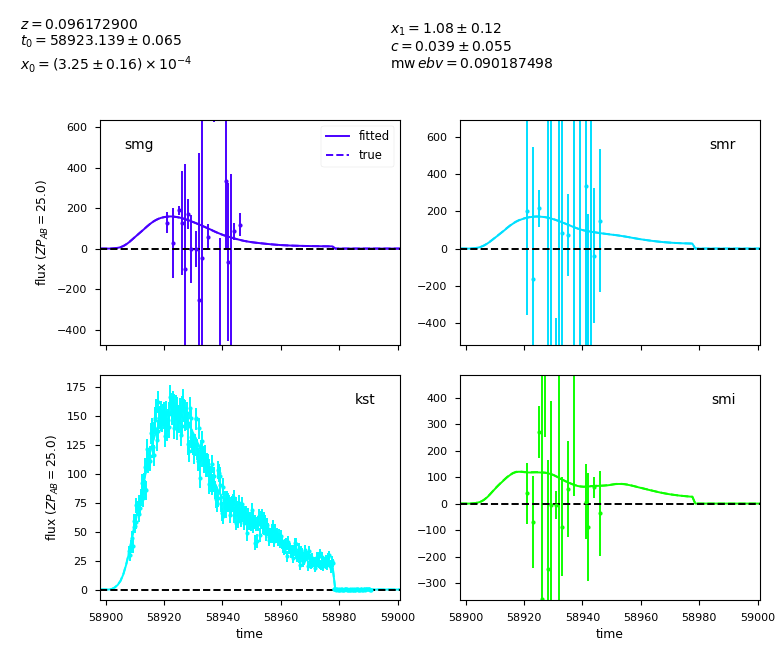 z = 0.096172900
t₀ = 58923.139 ± 0.065
x₀ = (3.25 ± 0.16) × 10⁻⁴
x₁ = 1.08 ± 0.12
c = 0.039 ± 0.055
mw ebv = 0.090187498
smg
fitted
true
600
400
200
0
−200
−400
flux (ZP_AB = 25.0)
smr
600
400
200
0
−200
−400
kst
175
150
125
100
75
50
25
0
flux (ZP_AB = 25.0)
58900 58920 58940 58960 58980 59000
time
smi
400
300
200
100
0
−100
−200
−300
58900 58920 58940 58960 58980 59000
time